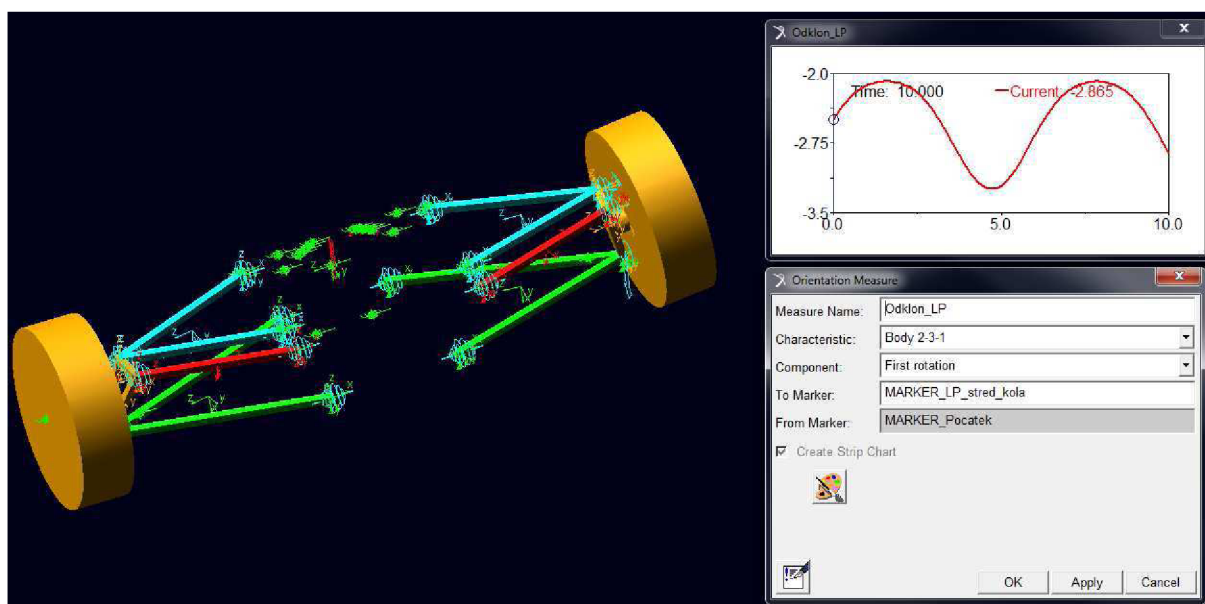 Odklon_LP
-2.0
Time: 10.000
Current: -2.865
-2.75
-3.5
0.0
5.0
10.0
Orientation Measure
Measure Name: Odklon_LP
Characteristic: Body 2-3-1
Component: First rotation
To Marker: MARKER_LP_stred_kola
From Marker: MARKER_Pocatek
Create Strip Chart
OK
Apply
Cancel